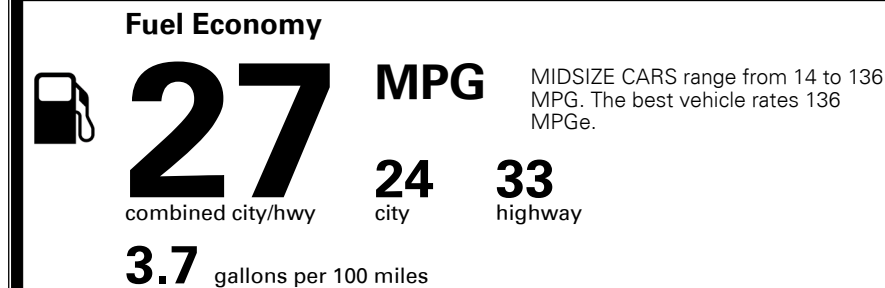 Fuel Economy
27
MPG
MIDSIZE CARS range from 14 to 136
MPG. The best vehicle rates 136
MPGe.
combined city/hwy
24
city
33
highway
3.7 gallons per 100 miles